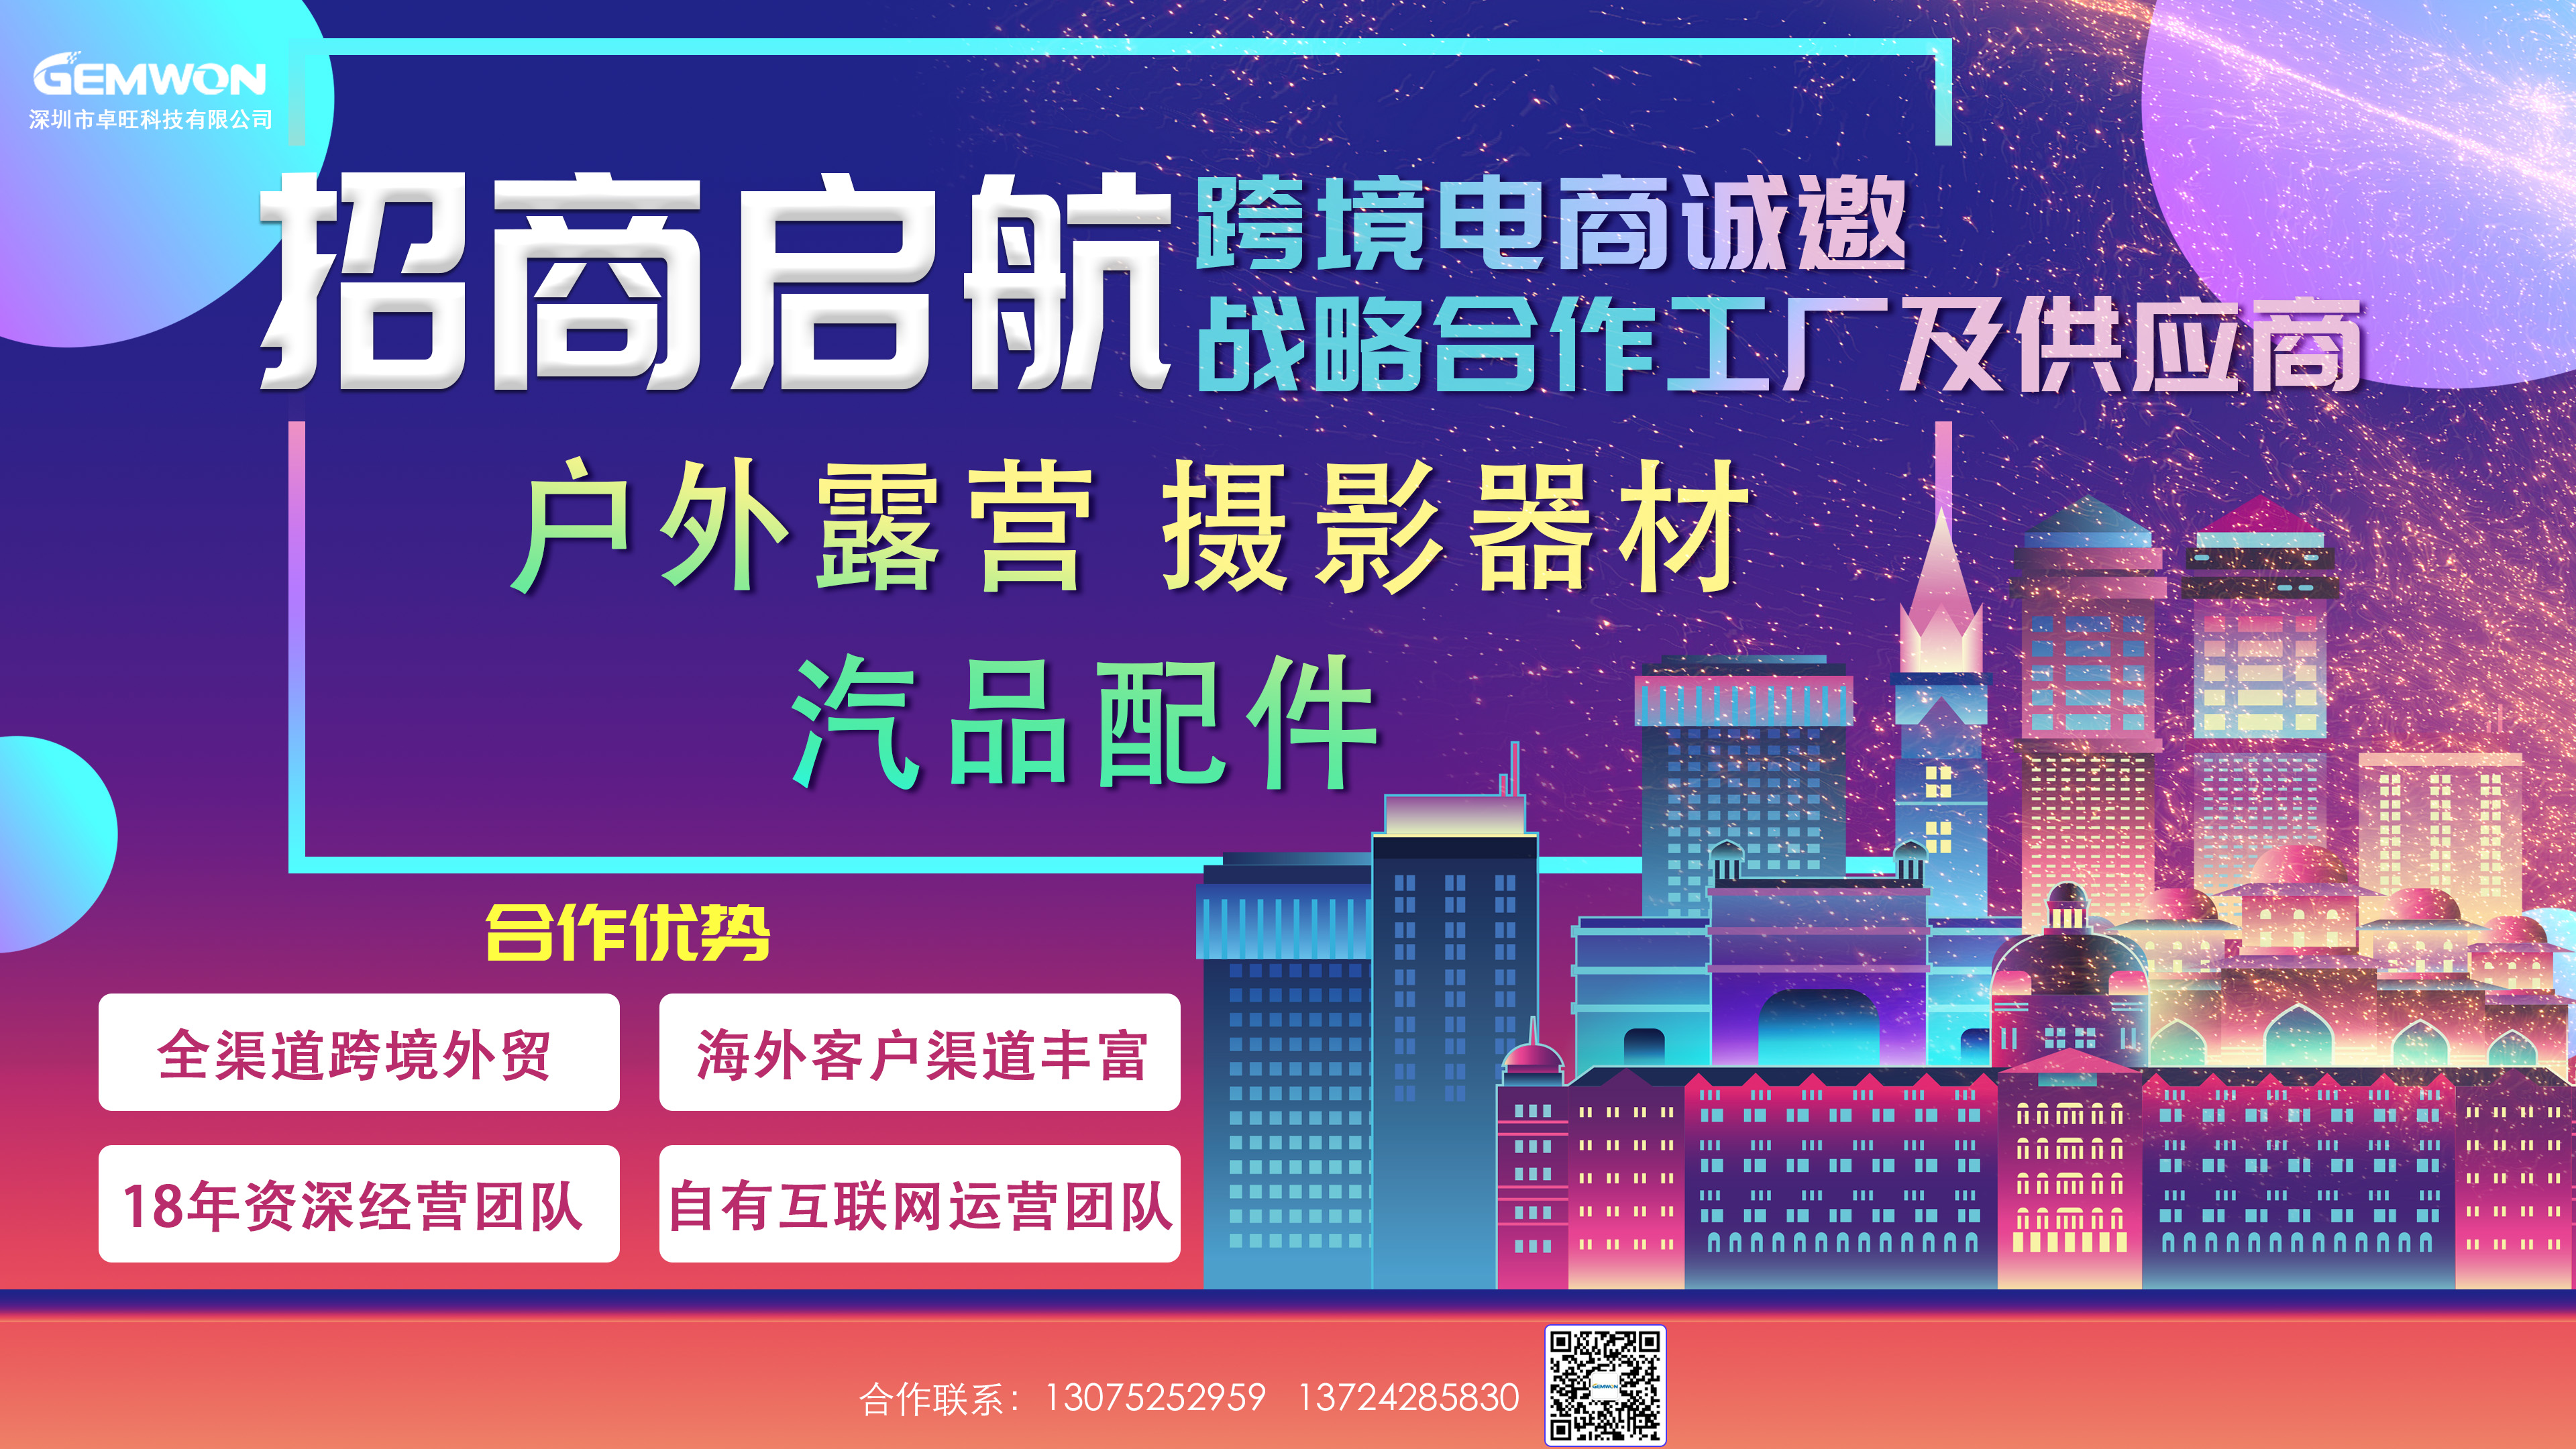 GEMWON
深圳市卓旺科技有限公司
招商启航
跨境电商诚邀
战略合作工厂及供应商
户外露营 摄影器材
汽品配件
合作优势
全渠道跨境外贸
海外客户渠道丰富
18年资深经营团队
自有互联网运营团队
合作联系：13075252959 13724285830
GEMWON